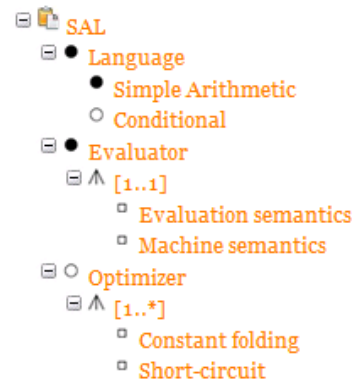 SAL
Language
Simple Arithmetic
Conditional
Evaluator
[1..1]
Evaluation semantics
Machine semantics
Optimizer
[1..*]
Constant folding
Short-circuit